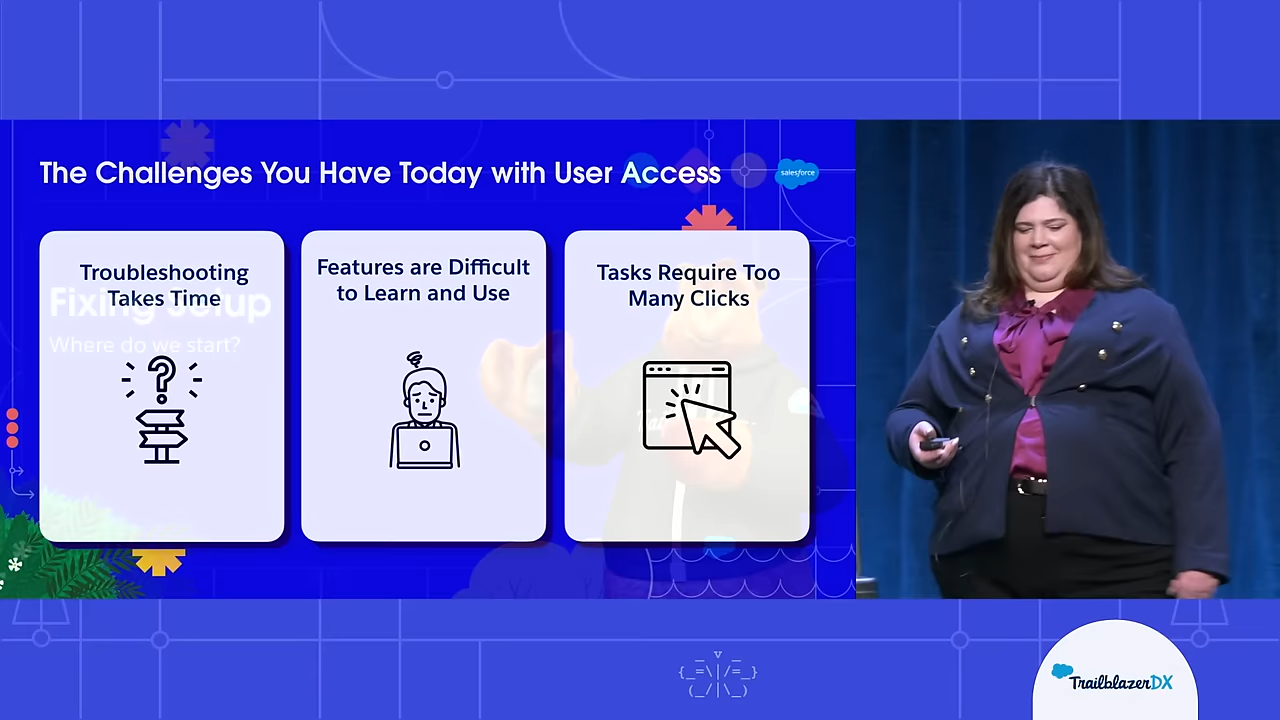 The Challenges You Have Today with User Access
salesforce
Troubleshooting
Takes Time
Features are Difficult
to Learn and Use
Tasks Require Too
Many Clicks
Fixing Setup
Where do we start?
TrailblazerDX